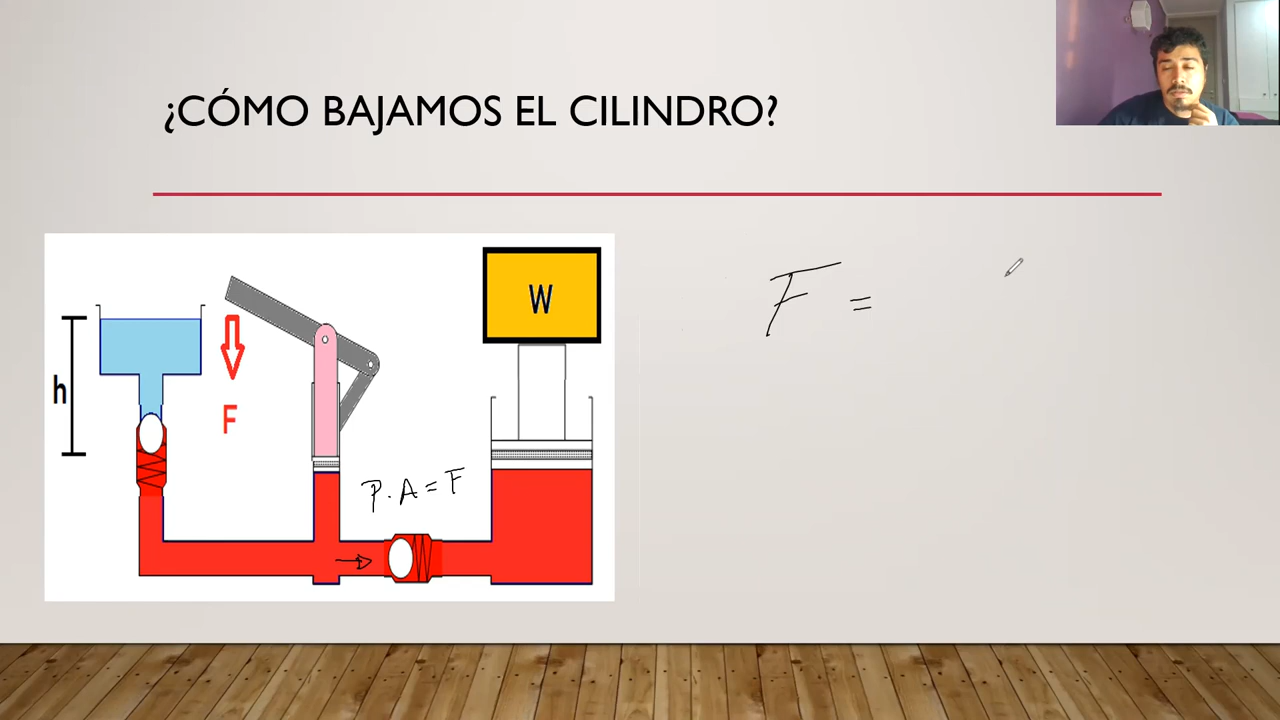 ¿CÓMO BAJAMOS EL CILINDRO?
W
h
F
P. A = F
F =